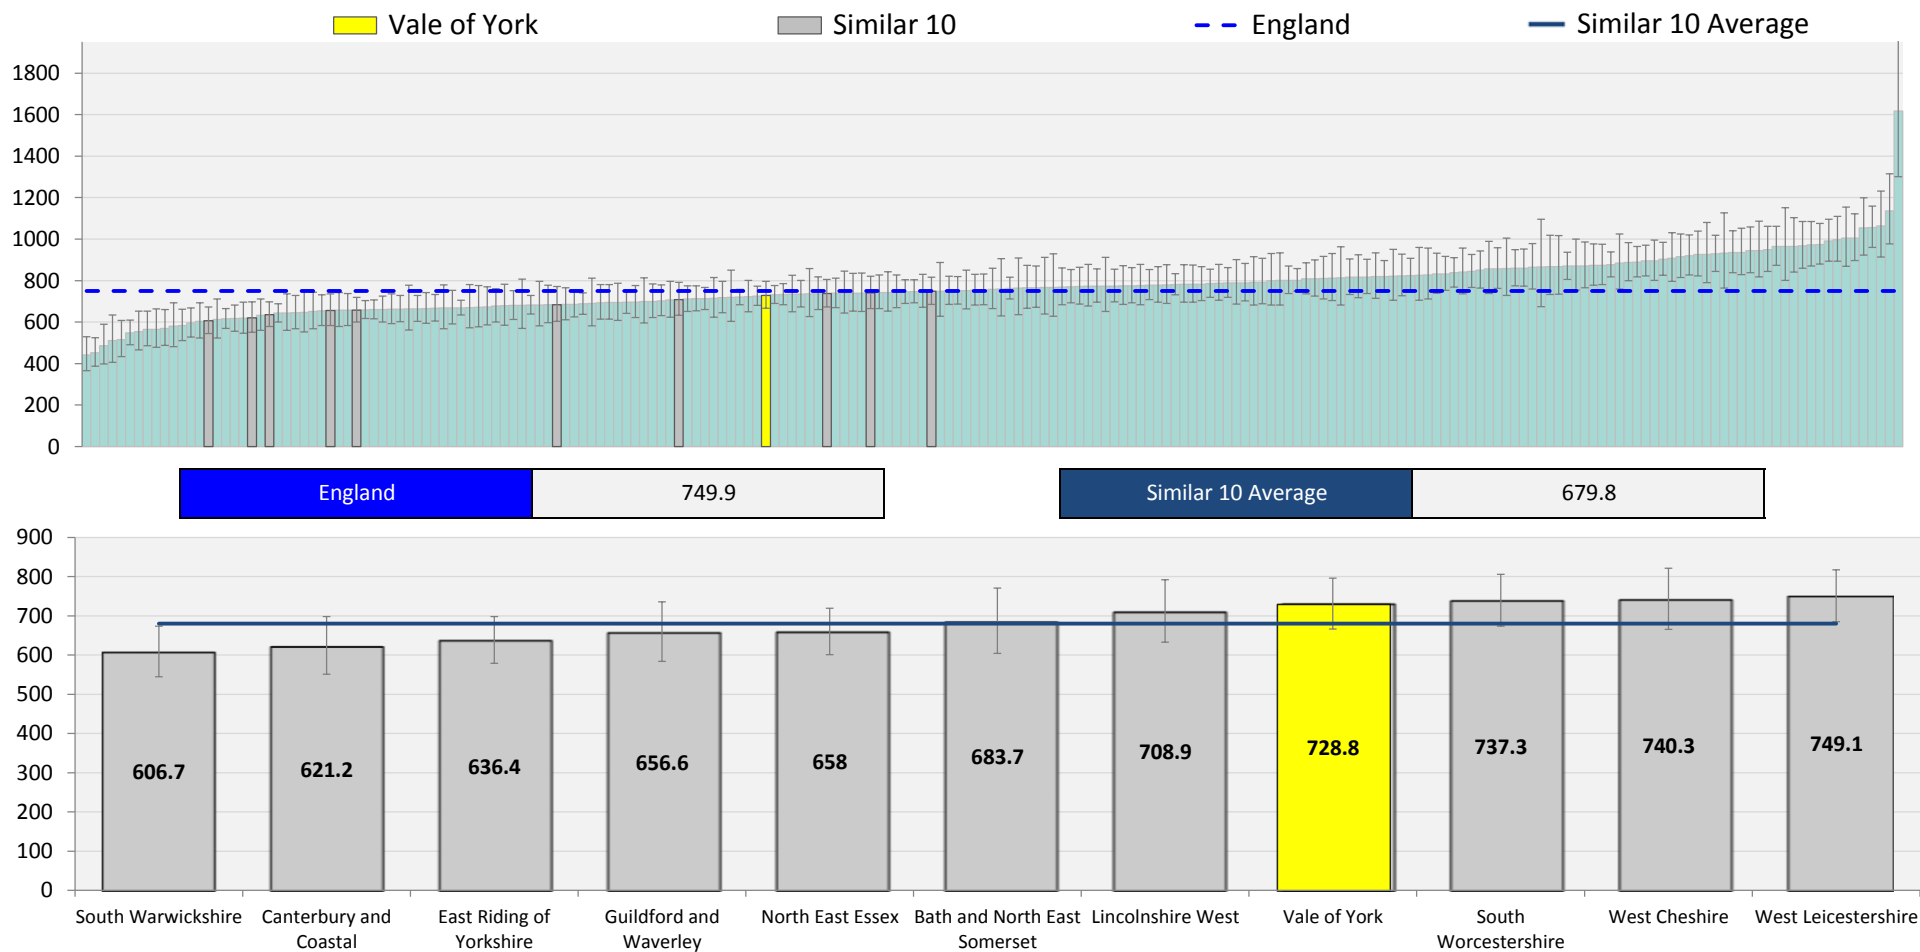 Vale of York
Similar 10
England
Similar 10 Average
1800
1600
1400
1200
1000
800
600
400
200
0
England
749.9
Similar 10 Average
679.8
900
800
700
600
500
400
300
200
100
0
606.7
621.2
636.4
656.6
658
683.7
708.9
728.8
737.3
740.3
749.1
South Warwickshire
Canterbury and
Coastal
East Riding of
Yorkshire
Guildford and
Waverley
North East Essex
Bath and North East
Somerset
Lincolnshire West
Vale of York
South
Worcestershire
West Cheshire
West Leicestershire